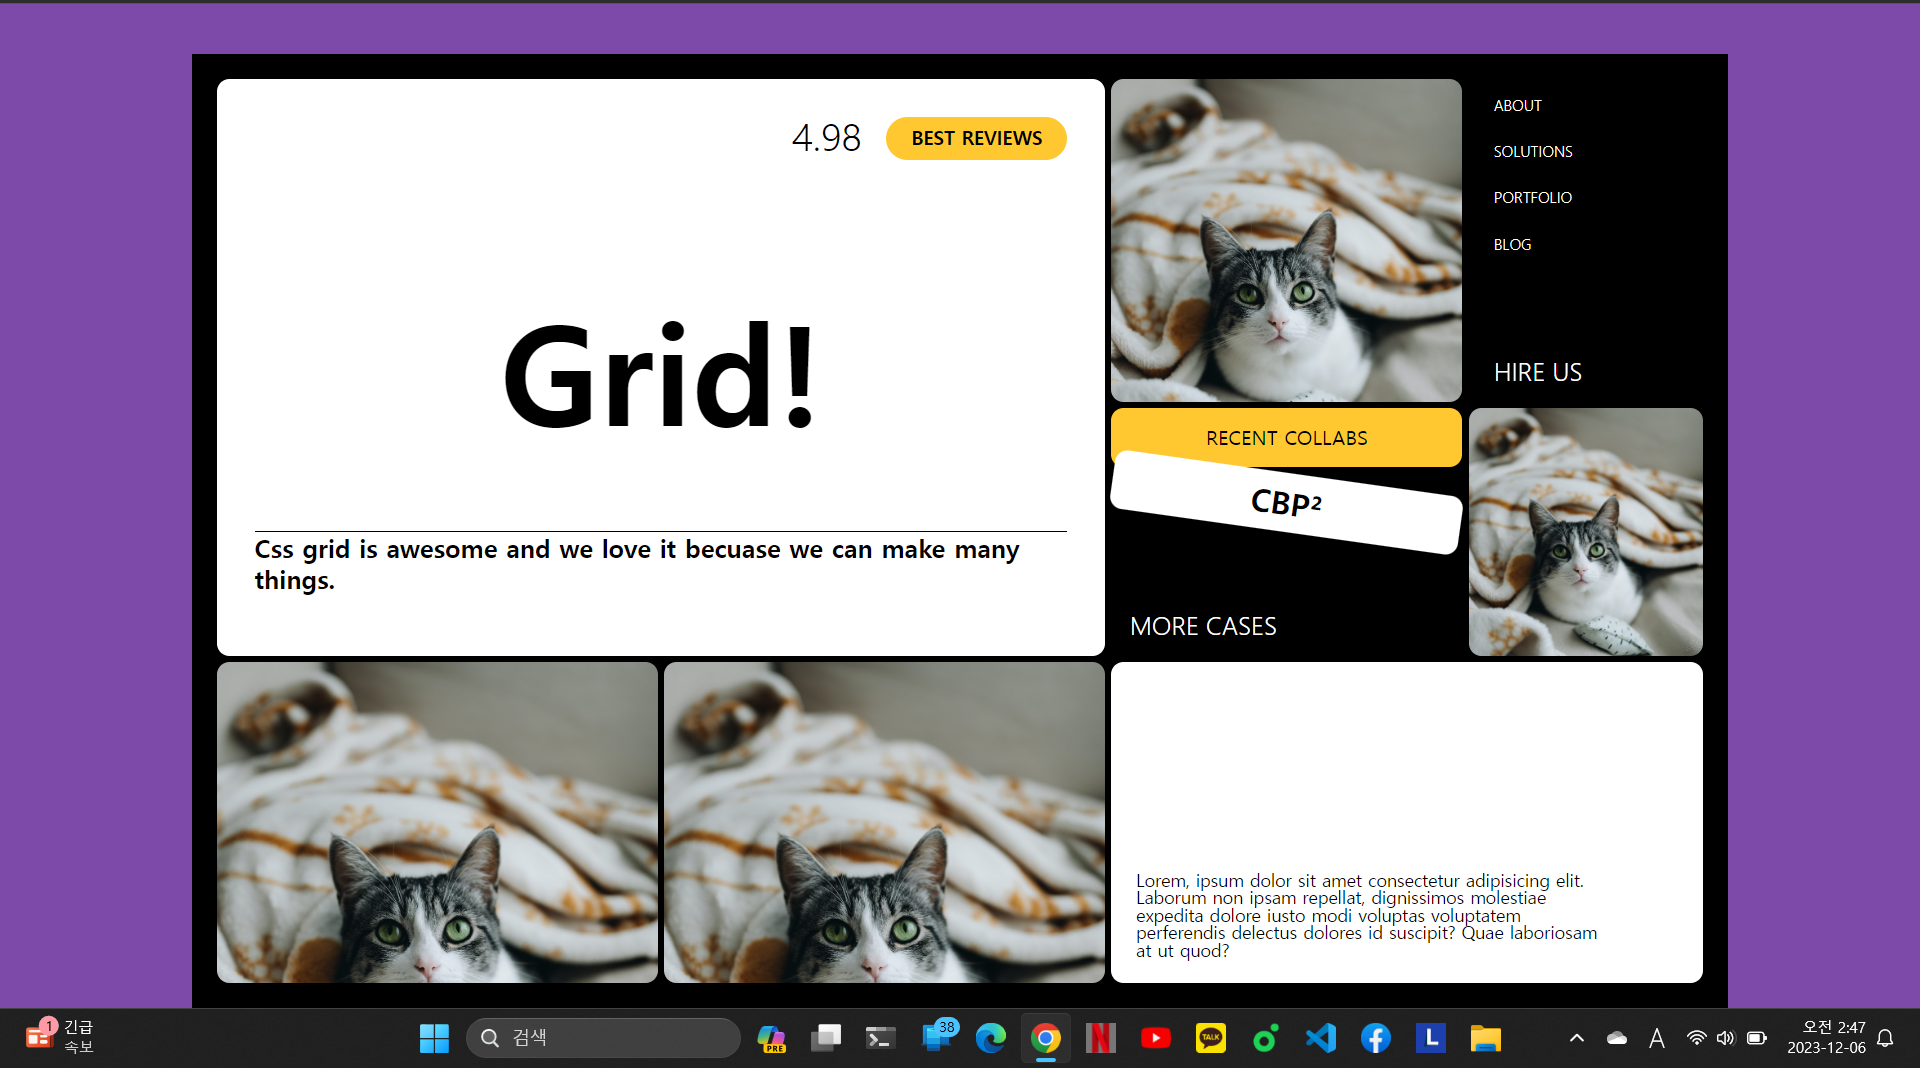 4.98
BEST REVIEWS
Grid!
Css grid is awesome and we love it becuase we can make many
things.
ABOUT
SOLUTIONS
PORTFOLIO
BLOG
HIRE US
RECENT COLLABS
CBP²
MORE CASES
Lorem, ipsum dolor sit amet consectetur adipisicing elit.
Laborum non ipsam repellat, dignissimos molestiae
expedita dolore iusto modi voluptas voluptatem
perferendis delectus dolores id suscipit? Quae laboriosam
at ut quod?
1
긴급
속보
검색
PRE
38
N
TALK
L
A
오전 2:47
2023-12-06